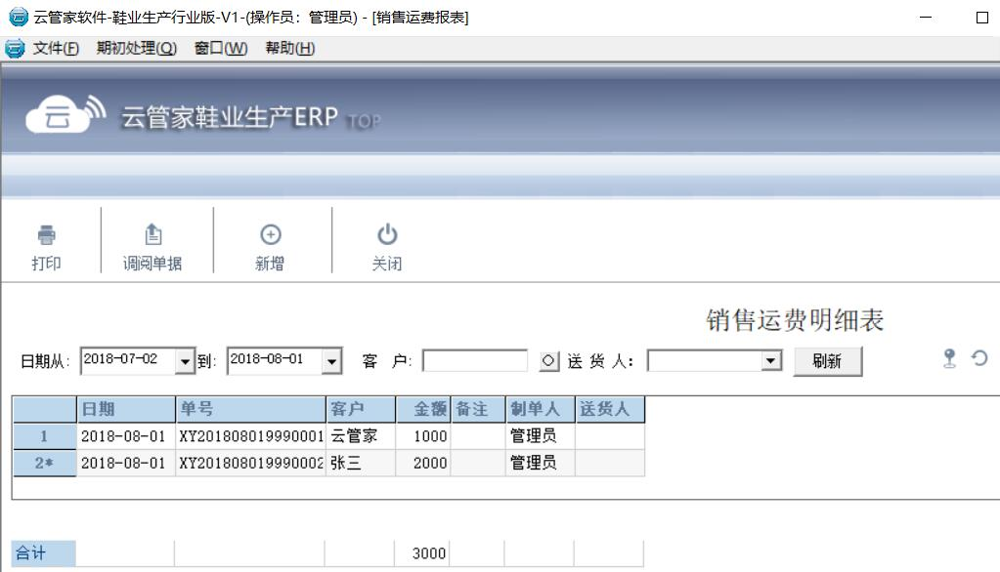 云管家软件-鞋业生产行业版-V1-(操作员：管理员) - [销售运费报表]
文件(F) 期初处理(Q) 窗口(W) 帮助(H)
云 云管家鞋业生产ERP TOP
打印 调阅单据 新增 关闭
销售运费明细表
日期从: 2018-07-02 到: 2018-08-01 客 户: 送 货 人: 刷新
日期 单号 客户 金额 备注 制单人 送货人
1 2018-08-01 XY201808019990001 云管家 1000 管理员
2* 2018-08-01 XY201808019990002 张三 2000 管理员
合计 3000